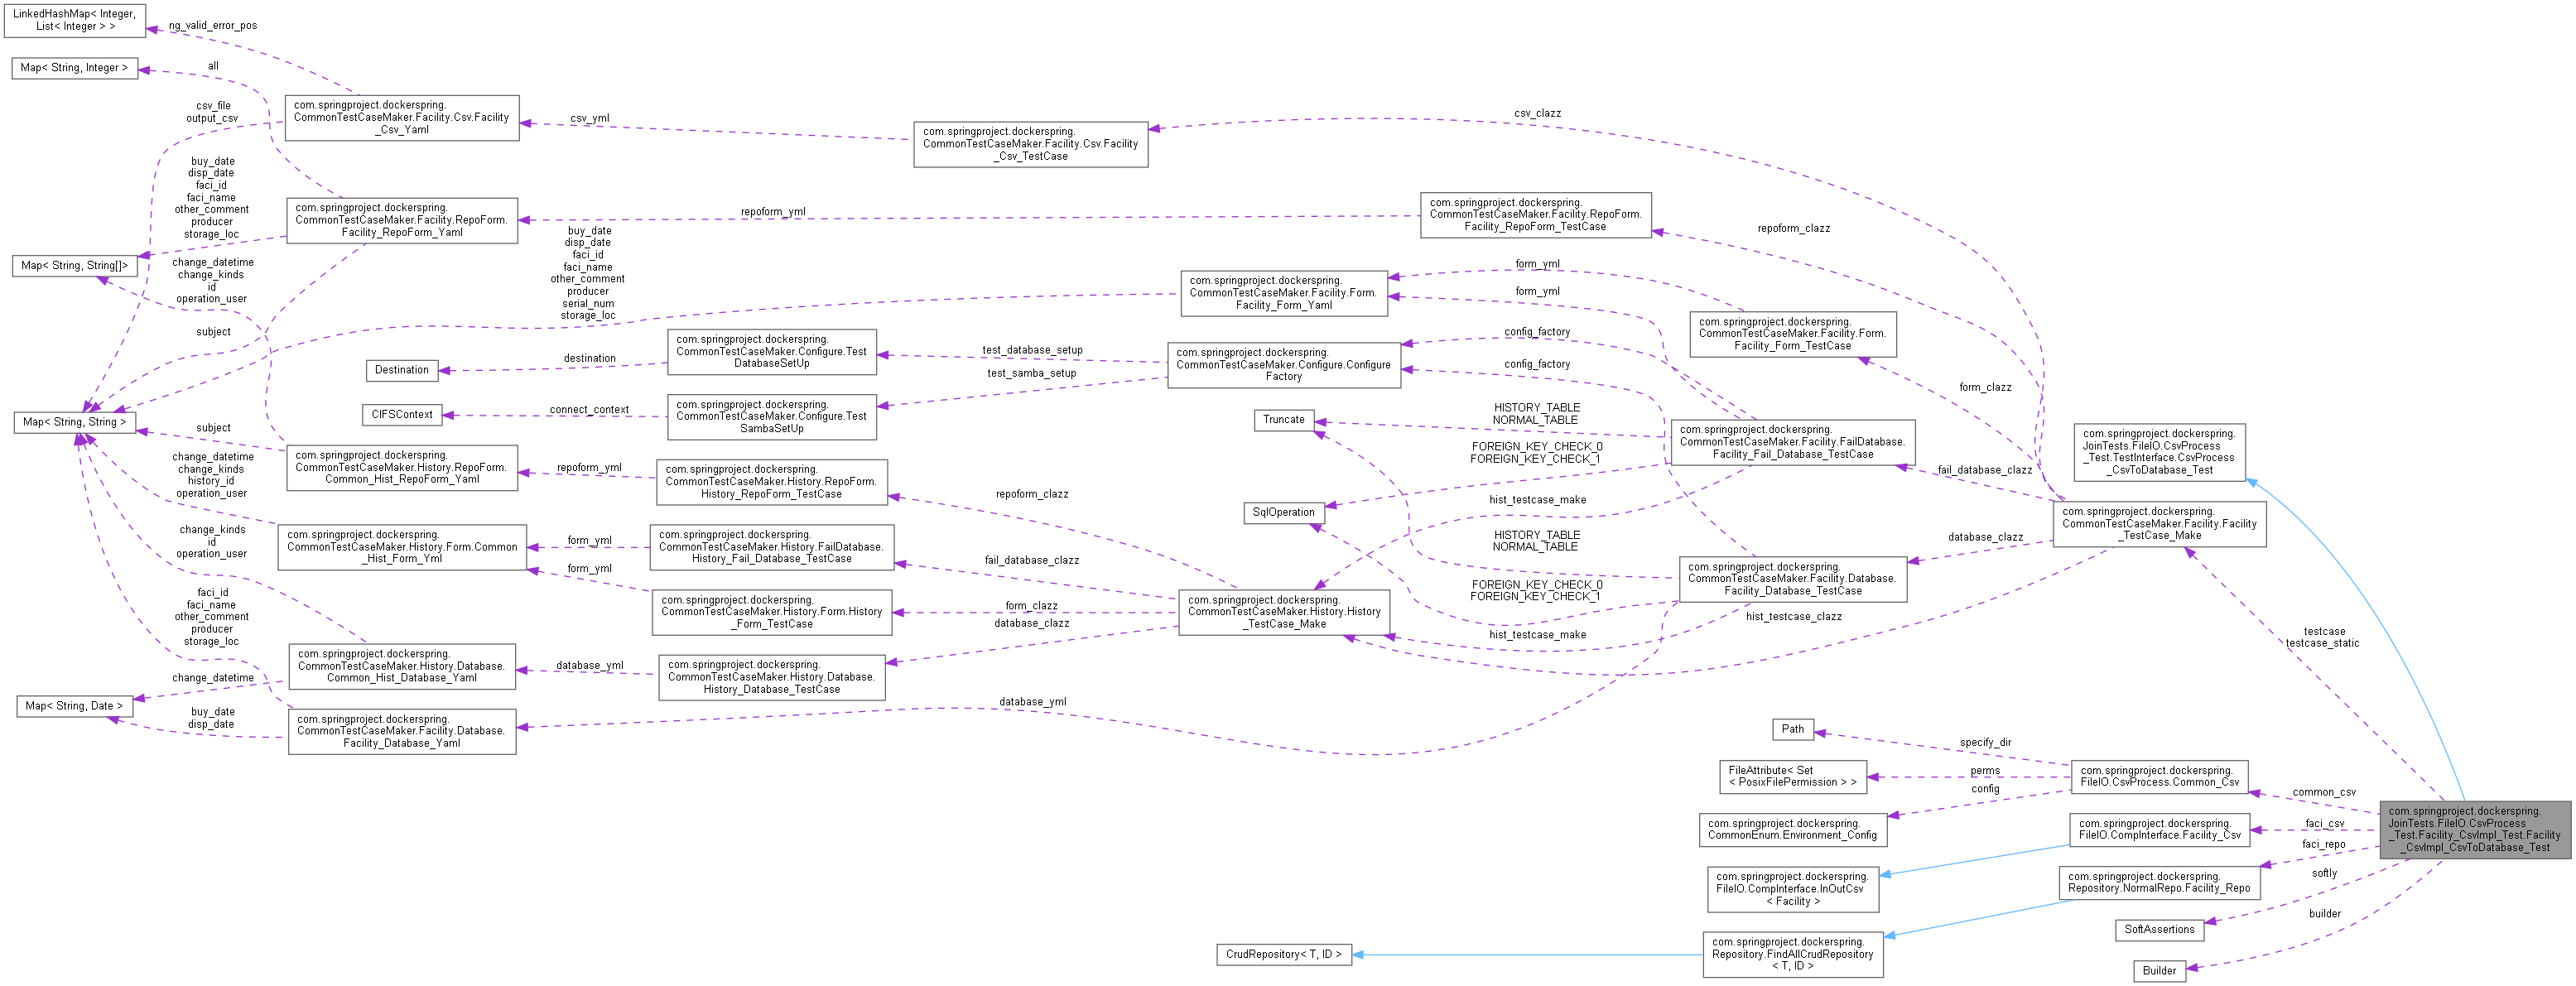 LinkedHashMap< Integer,
List< Integer > >
ng_valid_error_pos
Map< String, Integer >
all
csv_file
output_csv
com.springproject.dockerspring.
CommonTestCaseMaker.Facility.Csv.Facility
_Csv_Yaml
csv_yml
com.springproject.dockerspring.
CommonTestCaseMaker.Facility.Csv.Facility
_Csv_TestCase
csv_clazz
buy_date
disp_date
faci_id
faci_name
other_comment
producer
storage_loc
com.springproject.dockerspring.
CommonTestCaseMaker.Facility.RepoForm.
Facility_RepoForm_Yaml
repoform_yml
com.springproject.dockerspring.
CommonTestCaseMaker.Facility.RepoForm.
Facility_RepoForm_TestCase
repoform_clazz
Map< String, String[]>
change_datetime
change_kinds
id
operation_user
buy_date
disp_date
faci_id
faci_name
other_comment
producer
serial_num
storage_loc
com.springproject.dockerspring.
CommonTestCaseMaker.Facility.Form.
Facility_Form_Yaml
form_yml
form_yml
com.springproject.dockerspring.
CommonTestCaseMaker.Facility.Form.
Facility_Form_TestCase
form_clazz
subject
Destination
destination
com.springproject.dockerspring.
CommonTestCaseMaker.Configure.Test
DatabaseSetUp
test_database_setup
com.springproject.dockerspring.
CommonTestCaseMaker.Configure.Configure
Factory
config_factory
config_factory
test_samba_setup
CIFSContext
connect_context
com.springproject.dockerspring.
CommonTestCaseMaker.Configure.Test
SambaSetUp
Map< String, String >
subject
Truncate
HISTORY_TABLE
NORMAL_TABLE
com.springproject.dockerspring.
CommonTestCaseMaker.Facility.FailDatabase.
Facility_Fail_Database_TestCase
fail_database_clazz
FOREIGN_KEY_CHECK_0
FOREIGN_KEY_CHECK_1
com.springproject.dockerspring.
JoinTests.FileIO.CsvProcess
_Test.TestInterface.CsvProcess
_CsvToDatabase_Test
change_datetime
change_kinds
history_id
operation_user
com.springproject.dockerspring.
CommonTestCaseMaker.History.RepoForm.
Common_Hist_RepoForm_Yaml
repoform_yml
com.springproject.dockerspring.
CommonTestCaseMaker.History.RepoForm.
History_RepoForm_TestCase
repoform_clazz
SqlOperation
hist_testcase_make
com.springproject.dockerspring.
CommonTestCaseMaker.Facility.Facility
_TestCase_Make
change_kinds
id
operation_user
com.springproject.dockerspring.
CommonTestCaseMaker.History.Form.Common
_Hist_Form_Yml
form_yml
com.springproject.dockerspring.
CommonTestCaseMaker.History.FailDatabase.
History_Fail_Database_TestCase
fail_database_clazz
HISTORY_TABLE
NORMAL_TABLE
database_clazz
form_yml
com.springproject.dockerspring.
CommonTestCaseMaker.History.Form.History
_Form_TestCase
form_clazz
database_clazz
com.springproject.dockerspring.
CommonTestCaseMaker.History.History
_TestCase_Make
FOREIGN_KEY_CHECK_0
FOREIGN_KEY_CHECK_1
com.springproject.dockerspring.
CommonTestCaseMaker.Facility.Database.
Facility_Database_TestCase
hist_testcase_make
hist_testcase_clazz
testcase
testcase_static
faci_id
faci_name
other_comment
producer
storage_loc
com.springproject.dockerspring.
CommonTestCaseMaker.History.Database.
Common_Hist_Database_Yaml
database_yml
com.springproject.dockerspring.
CommonTestCaseMaker.History.Database.
History_Database_TestCase
change_datetime
Map< String, Date >
buy_date
disp_date
com.springproject.dockerspring.
CommonTestCaseMaker.Facility.Database.
Facility_Database_Yaml
database_yml
Path
specify_dir
FileAttribute< Set
< PosixFilePermission > >
perms
config
com.springproject.dockerspring.
FileIO.CsvProcess.Common_Csv
common_csv
com.springproject.dockerspring.
CommonEnum.Environment_Config
com.springproject.dockerspring.
FileIO.CompInterface.Facility_Csv
faci_csv
com.springproject.dockerspring.
JoinTests.FileIO.CsvProcess
_Test.Facility_CsvImpl_Test.Facility
_CsvImpl_CsvToDatabase_Test
faci_repo
com.springproject.dockerspring.
FileIO.CompInterface.InOutCsv
< Facility >
com.springproject.dockerspring.
Repository.NormalRepo.Facility_Repo
softly
SoftAssertions
builder
CrudRepository< T, ID >
com.springproject.dockerspring.
Repository.FindAllCrudRepository
< T, ID >
Builder